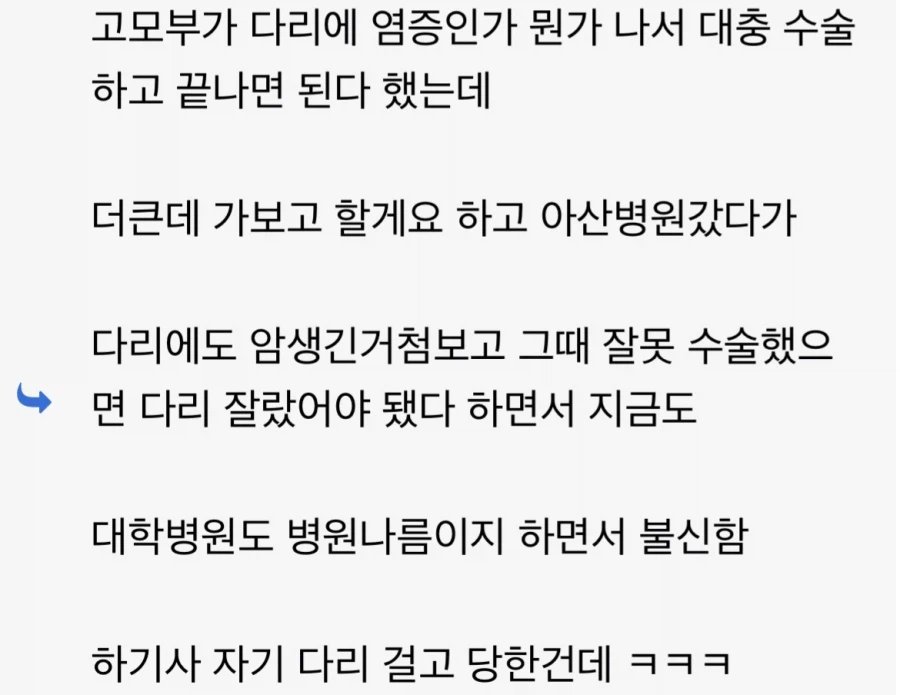 고모부가 다리에 염증인가 뭔가 나서 대충 수술
하고 끝나면 된다 했는데
더큰데 가보고 할게요 하고 아산병원갔다가
다리에도 암생긴거첨보고 그때 잘못 수술했으
면 다리 잘랐어야 됐다 하면서 지금도
대학병원도 병원나름이지 하면서 불신함
하기사 자기 다리 걸고 당한건데 ㅋㅋㅋ